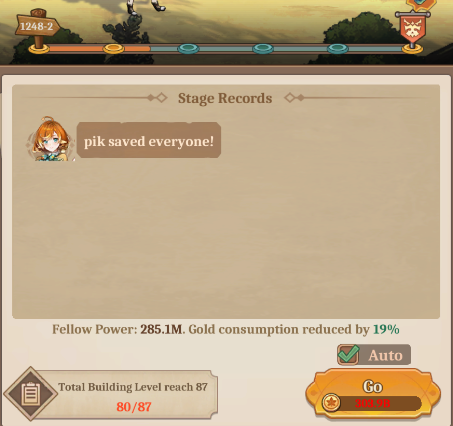 1248-2
Stage Records
pik saved everyone!
Fellow Power: 285.1M. Gold consumption reduced by 19%
Auto
Total Building Level reach 87
80/87
Go